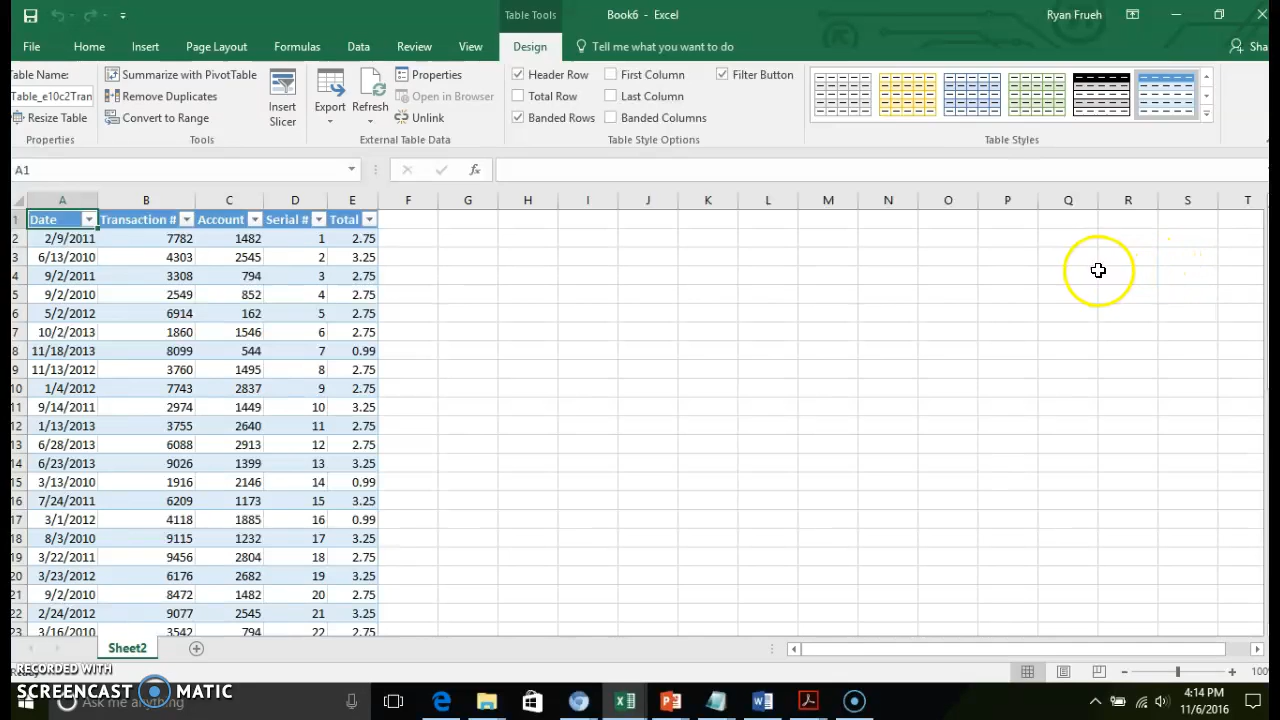 Table Tools Book6 - Excel Ryan Frueh
File Home Insert Page Layout Formulas Data Review View Design Tell me what you want to do Sha
Table Name: Summarize with PivotTable Properties Header Row First Column Filter Button
Table_e10c2Tran Remove Duplicates Insert Slicer Export Refresh Open in Browser Total Row Last Column
Resize Table Convert to Range Unlink Banded Rows Banded Columns
Properties Tools External Table Data Table Style Options Table Styles
A1 fx
A B C D E F G H I J K L M N O P Q R S T
1 Date Transaction # Account Serial # Total
2 2/9/2011 7782 1482 1 2.75
3 6/13/2010 4303 2545 2 3.25
4 9/2/2011 3308 794 3 2.75
5 9/2/2010 2549 852 4 2.75
6 5/2/2012 6914 162 5 2.75
7 10/2/2013 1860 1546 6 2.75
8 11/18/2013 8099 544 7 0.99
9 11/13/2012 3760 1495 8 2.75
10 1/4/2012 7743 2837 9 2.75
11 9/14/2011 2974 1449 10 3.25
12 1/13/2013 3755 2640 11 2.75
13 6/28/2013 6088 2913 12 2.75
14 6/23/2013 9026 1399 13 3.25
15 3/13/2010 1916 2146 14 0.99
16 7/24/2011 6209 1173 15 3.25
17 3/1/2012 4118 1885 16 0.99
18 8/3/2010 9115 1232 17 3.25
19 3/22/2011 9456 2804 18 2.75
20 3/23/2012 6176 2682 19 3.25
21 9/2/2010 8472 1482 20 2.75
22 2/24/2012 9077 2545 21 3.25
23 3/16/2010 3542 794 22 2.75
Sheet2
RECORDED WITH 100
SCREENCAST MATIC
Ask me anything
4:14 PM
11/6/2016